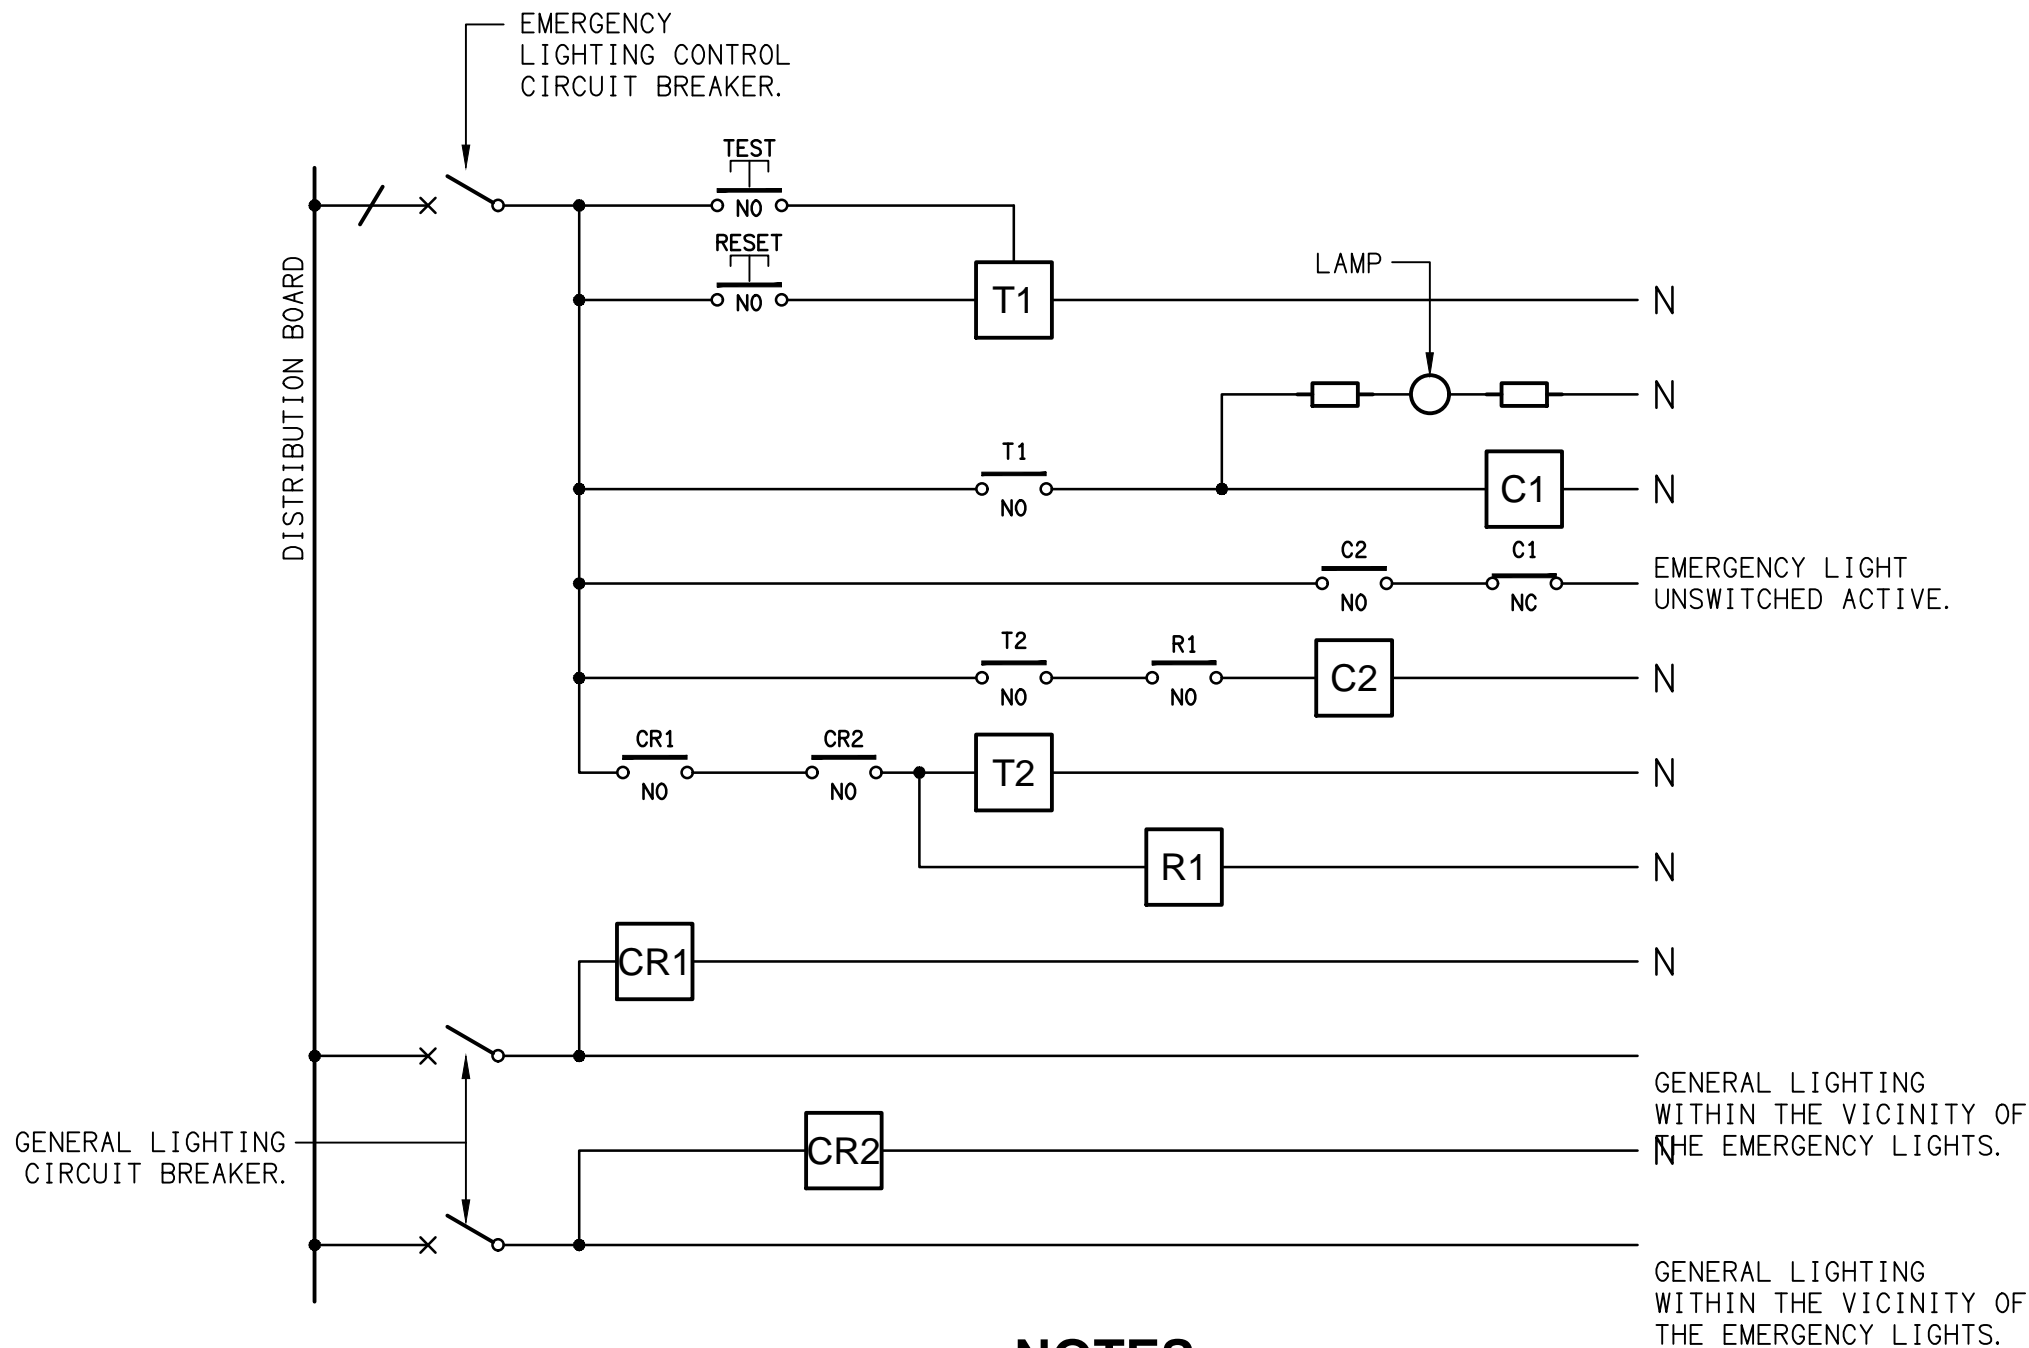 EMERGENCY
LIGHTING CONTROL
CIRCUIT BREAKER.
TEST
NO
RESET
NO
T1
N
LAMP
N
DISTRIBUTION BOARD
T1
NO
C1
N
C2
NO
C1
NC
EMERGENCY LIGHT
UNSWITCHED ACTIVE.
T2
NO
R1
NO
C2
N
CR1
NO
CR2
NO
T2
N
R1
N
CR1
N
GENERAL LIGHTING
WITHIN THE VICINITY OF
THE EMERGENCY LIGHTS.
GENERAL LIGHTING
CIRCUIT BREAKER.
CR2
N
GENERAL LIGHTING
WITHIN THE VICINITY OF
THE EMERGENCY LIGHTS.
NOTES